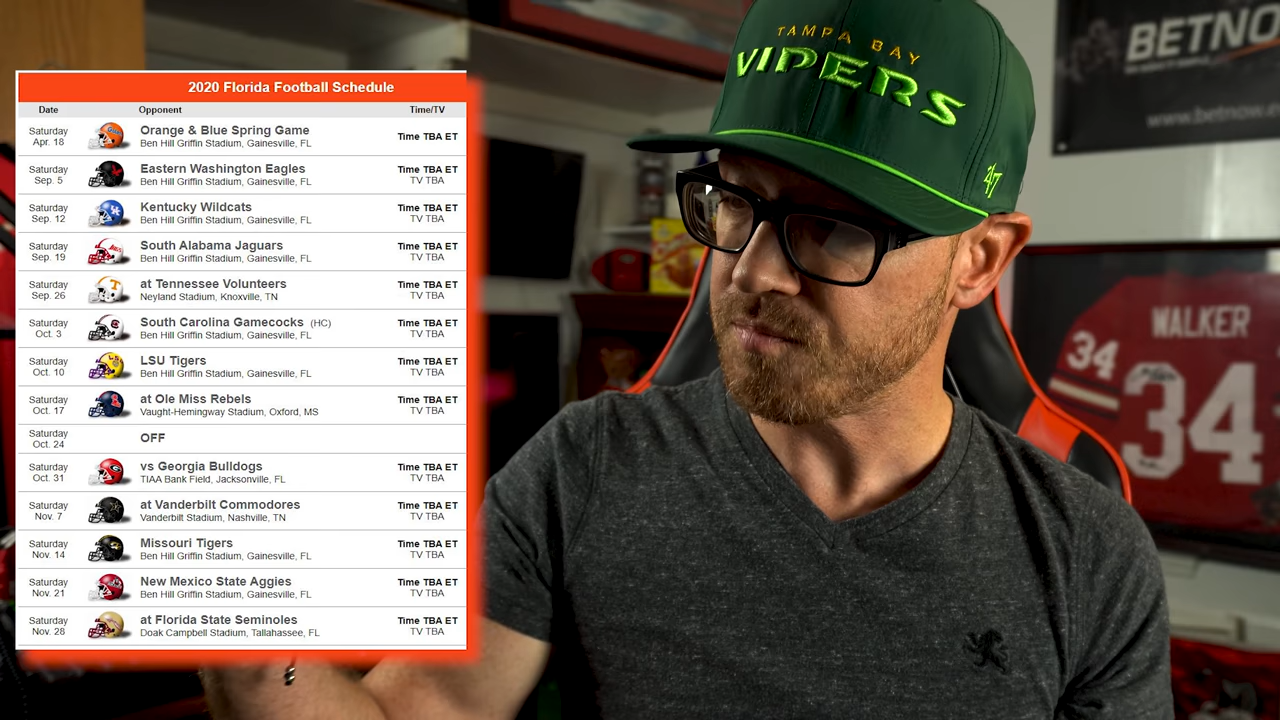 2020 Florida Football Schedule
Date Opponent Time/TV
Saturday Apr. 18 Orange & Blue Spring Game Time TBA ET
Ben Hill Griffin Stadium, Gainesville, FL
Saturday Sep. 5 Eastern Washington Eagles Time TBA ET
Ben Hill Griffin Stadium, Gainesville, FL TV TBA
Saturday Sep. 12 Kentucky Wildcats Time TBA ET
Ben Hill Griffin Stadium, Gainesville, FL TV TBA
Saturday Sep. 19 South Alabama Jaguars Time TBA ET
Ben Hill Griffin Stadium, Gainesville, FL TV TBA
Saturday Sep. 26 at Tennessee Volunteers Time TBA ET
Neyland Stadium, Knoxville, TN TV TBA
Saturday Oct. 3 South Carolina Gamecocks (HC) Time TBA ET
Ben Hill Griffin Stadium, Gainesville, FL TV TBA
Saturday Oct. 10 LSU Tigers Time TBA ET
Ben Hill Griffin Stadium, Gainesville, FL TV TBA
Saturday Oct. 17 at Ole Miss Rebels Time TBA ET
Vaught-Hemingway Stadium, Oxford, MS TV TBA
Saturday Oct. 24 OFF
Saturday Oct. 31 vs Georgia Bulldogs Time TBA ET
TIAA Bank Field, Jacksonville, FL TV TBA
Saturday Nov. 7 at Vanderbilt Commodores Time TBA ET
Vanderbilt Stadium, Nashville, TN TV TBA
Saturday Nov. 14 Missouri Tigers Time TBA ET
Ben Hill Griffin Stadium, Gainesville, FL TV TBA
Saturday Nov. 21 New Mexico State Aggies Time TBA ET
Ben Hill Griffin Stadium, Gainesville, FL TV TBA
Saturday Nov. 28 at Florida State Seminoles Time TBA ET
Doak Campbell Stadium, Tallahassee, FL TV TBA
TAMPA BAY
VIPERS
47
BETNO
www.betnow.e
WALKER
34
34